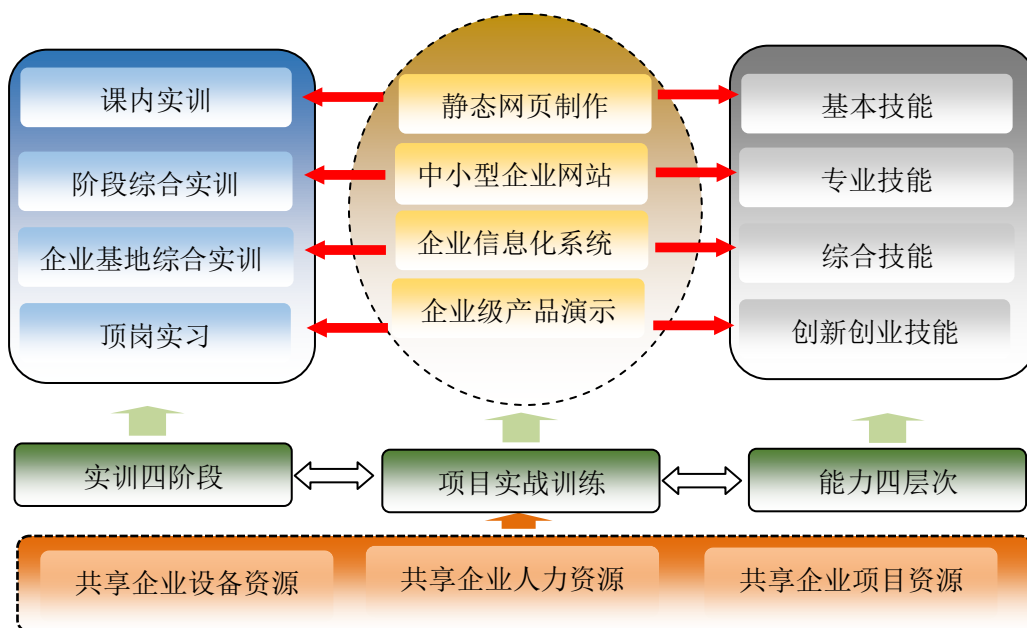 课内实训
静态网页制作
基本技能
阶段综合实训
中小型企业网站
专业技能
企业基地综合实训
企业信息化系统
综合技能
顶岗实习
企业级产品演示
创新创业技能
实训四阶段
项目实战训练
能力四层次
共享企业设备资源
共享企业人力资源
共享企业项目资源